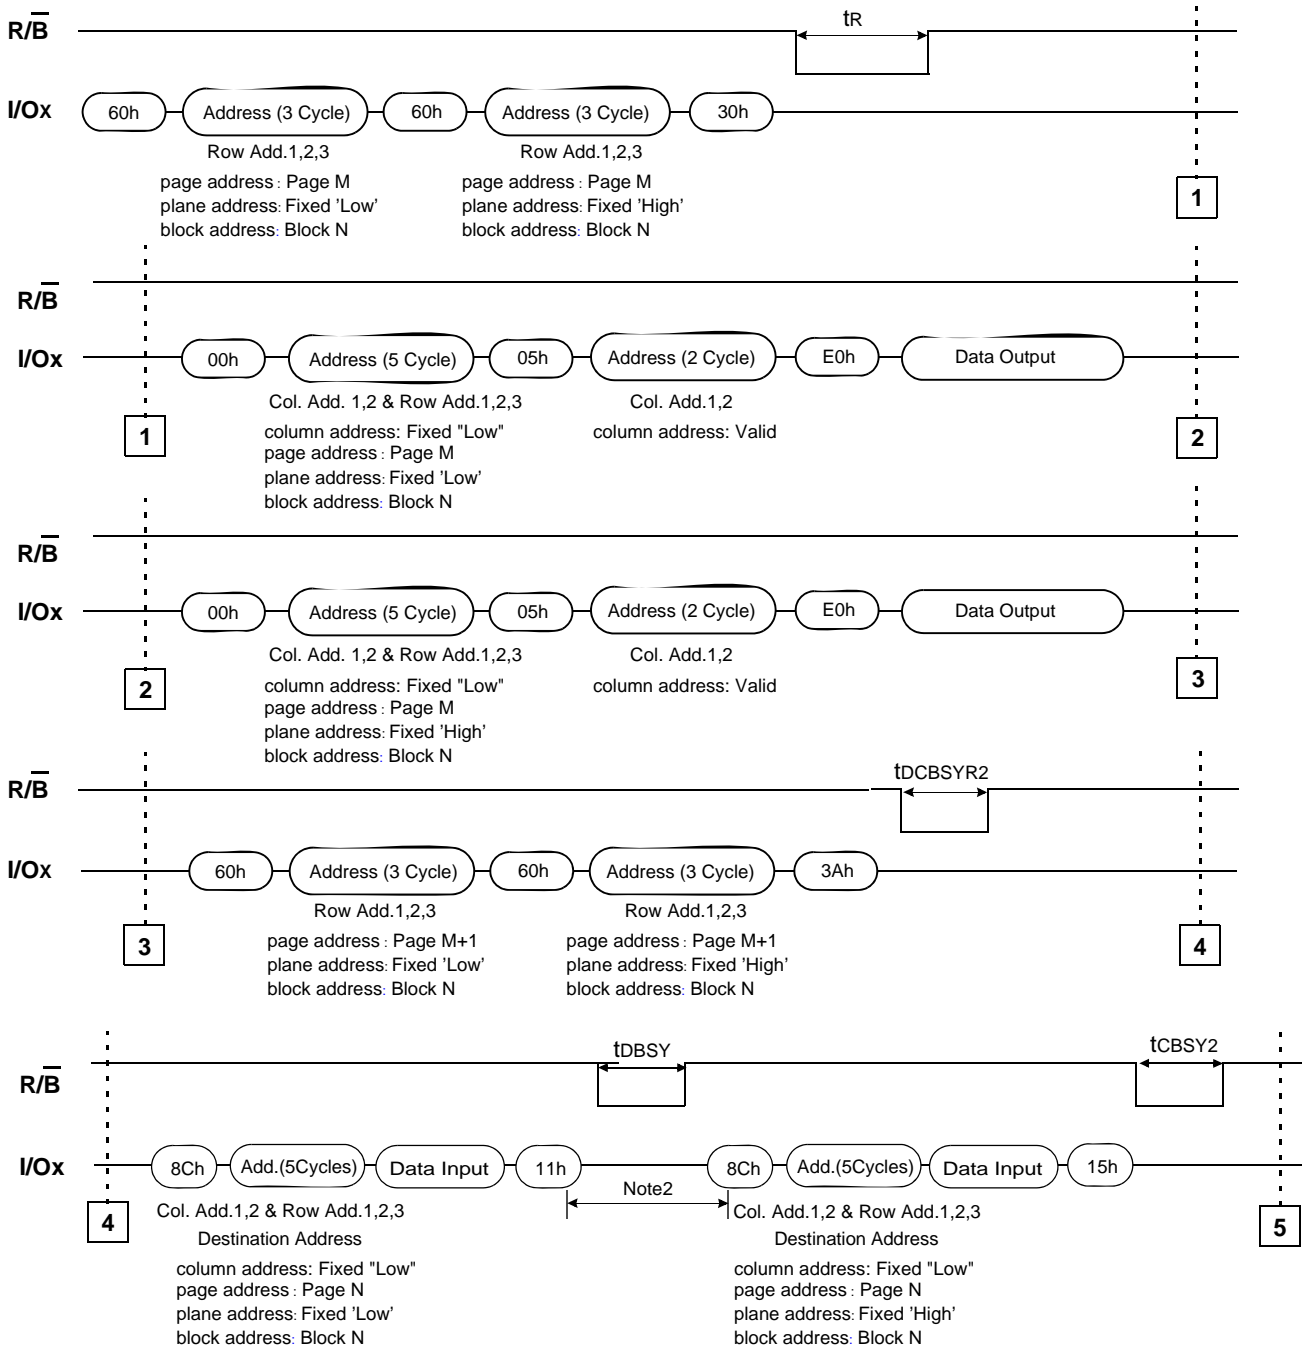 tR
R/B
I/Ox 60h Address (3 Cycle) 60h Address (3 Cycle) 30h
Row Add.1,2,3 Row Add.1,2,3
page address : Page M page address : Page M
plane address: Fixed 'Low' plane address: Fixed 'High'
block address: Block N block address: Block N
1
R/B
I/Ox 00h Address (5 Cycle) 05h Address (2 Cycle) E0h Data Output
Col. Add. 1,2 & Row Add.1,2,3 Col. Add.1,2
column address: Fixed "Low" column address: Valid
page address : Page M
plane address: Fixed 'Low'
block address: Block N
1 2
R/B
I/Ox 00h Address (5 Cycle) 05h Address (2 Cycle) E0h Data Output
Col. Add. 1,2 & Row Add.1,2,3 Col. Add.1,2
column address: Fixed "Low" column address: Valid
page address : Page M
plane address: Fixed 'High'
block address: Block N
2 3
tDCBSYR2
R/B
I/Ox 60h Address (3 Cycle) 60h Address (3 Cycle) 3Ah
Row Add.1,2,3 Row Add.1,2,3
page address : Page M+1 page address : Page M+1
plane address: Fixed 'Low' plane address: Fixed 'High'
block address: Block N block address: Block N
3 4
tDBSY tCBSY2
R/B
I/Ox 8Ch Add.(5Cycles) Data Input 11h 8Ch Add.(5Cycles) Data Input 15h
Note2
4 Col. Add.1,2 & Row Add.1,2,3 Col. Add.1,2 & Row Add.1,2,3 5
Destination Address Destination Address
column address: Fixed "Low" column address: Fixed "Low"
page address : Page N page address : Page N
plane address: Fixed 'Low' plane address: Fixed 'High'
block address: Block N block address: Block N